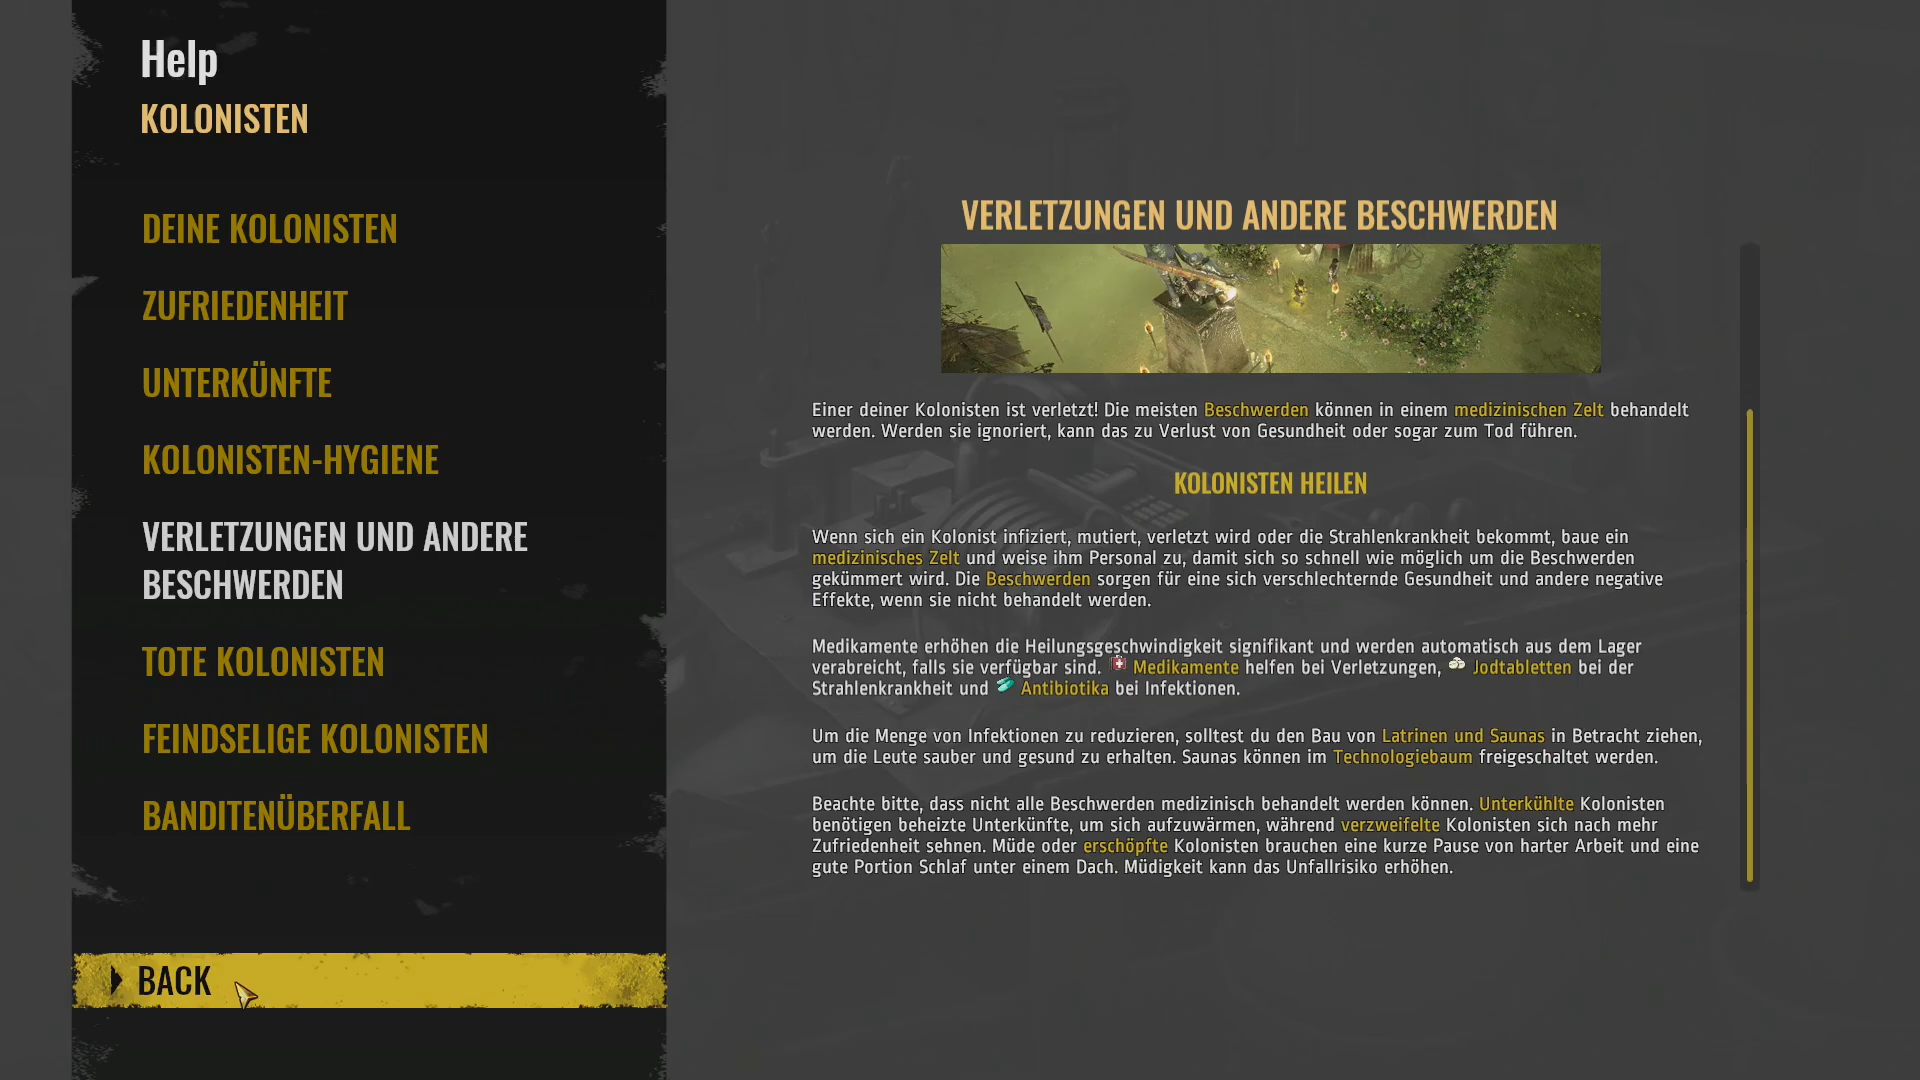 Help
KOLONISTEN
DEINE KOLONISTEN
ZUFRIEDENHEIT
UNTERKÜNFTE
KOLONISTEN-HYGIENE
VERLETZUNGEN UND ANDERE
BESCHWERDEN
TOTE KOLONISTEN
FEINDSELIGE KOLONISTEN
BANDITENÜBERFALL
BACK
VERLETZUNGEN UND ANDERE BESCHWERDEN
Einer deiner Kolonisten ist verletzt! Die meisten Beschwerden können in einem medizinischen Zelt behandelt
werden. Werden sie ignoriert, kann das zu Verlust von Gesundheit oder sogar zum Tod führen.
KOLONISTEN HEILEN
Wenn sich ein Kolonist infiziert, mutiert, verletzt wird oder die Strahlenkrankheit bekommt, baue ein
medizinisches Zelt und weise ihm Personal zu, damit sich so schnell wie möglich um die Beschwerden
gekümmert wird. Die Beschwerden sorgen für eine sich verschlechternde Gesundheit und andere negative
Effekte, wenn sie nicht behandelt werden.
Medikamente erhöhen die Heilungsgeschwindigkeit signifikant und werden automatisch aus dem Lager
verabreicht, falls sie verfügbar sind. Medikamente helfen bei Verletzungen, Jodtabletten bei der
Strahlenkrankheit und Antibiotika bei Infektionen.
Um die Menge von Infektionen zu reduzieren, solltest du den Bau von Latrinen und Saunas in Betracht ziehen,
um die Leute sauber und gesund zu erhalten. Saunas können im Technologiebaum freigeschaltet werden.
Beachte bitte, dass nicht alle Beschwerden medizinisch behandelt werden können. Unterkühlte Kolonisten
benötigen beheizte Unterkünfte, um sich aufzuwärmen, während verzweifelte Kolonisten sich nach mehr
Zufriedenheit sehnen. Müde oder erschöpfte Kolonisten brauchen eine kurze Pause von harter Arbeit und eine
gute Portion Schlaf unter einem Dach. Müdigkeit kann das Unfallrisiko erhöhen.